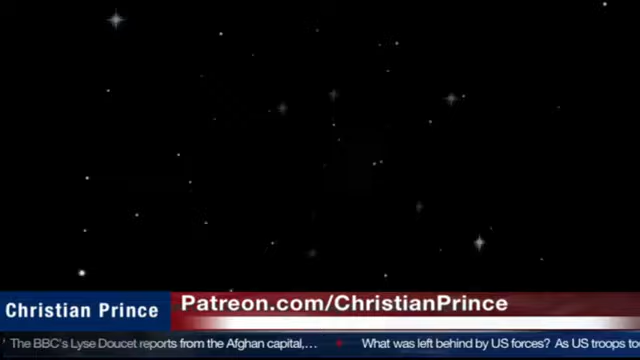 Christian Prince
Patreon.com/ChristianPrince
The BBC's Lyse Doucet reports from the Afghan capital,...
What was left behind by US forces? As US troops to